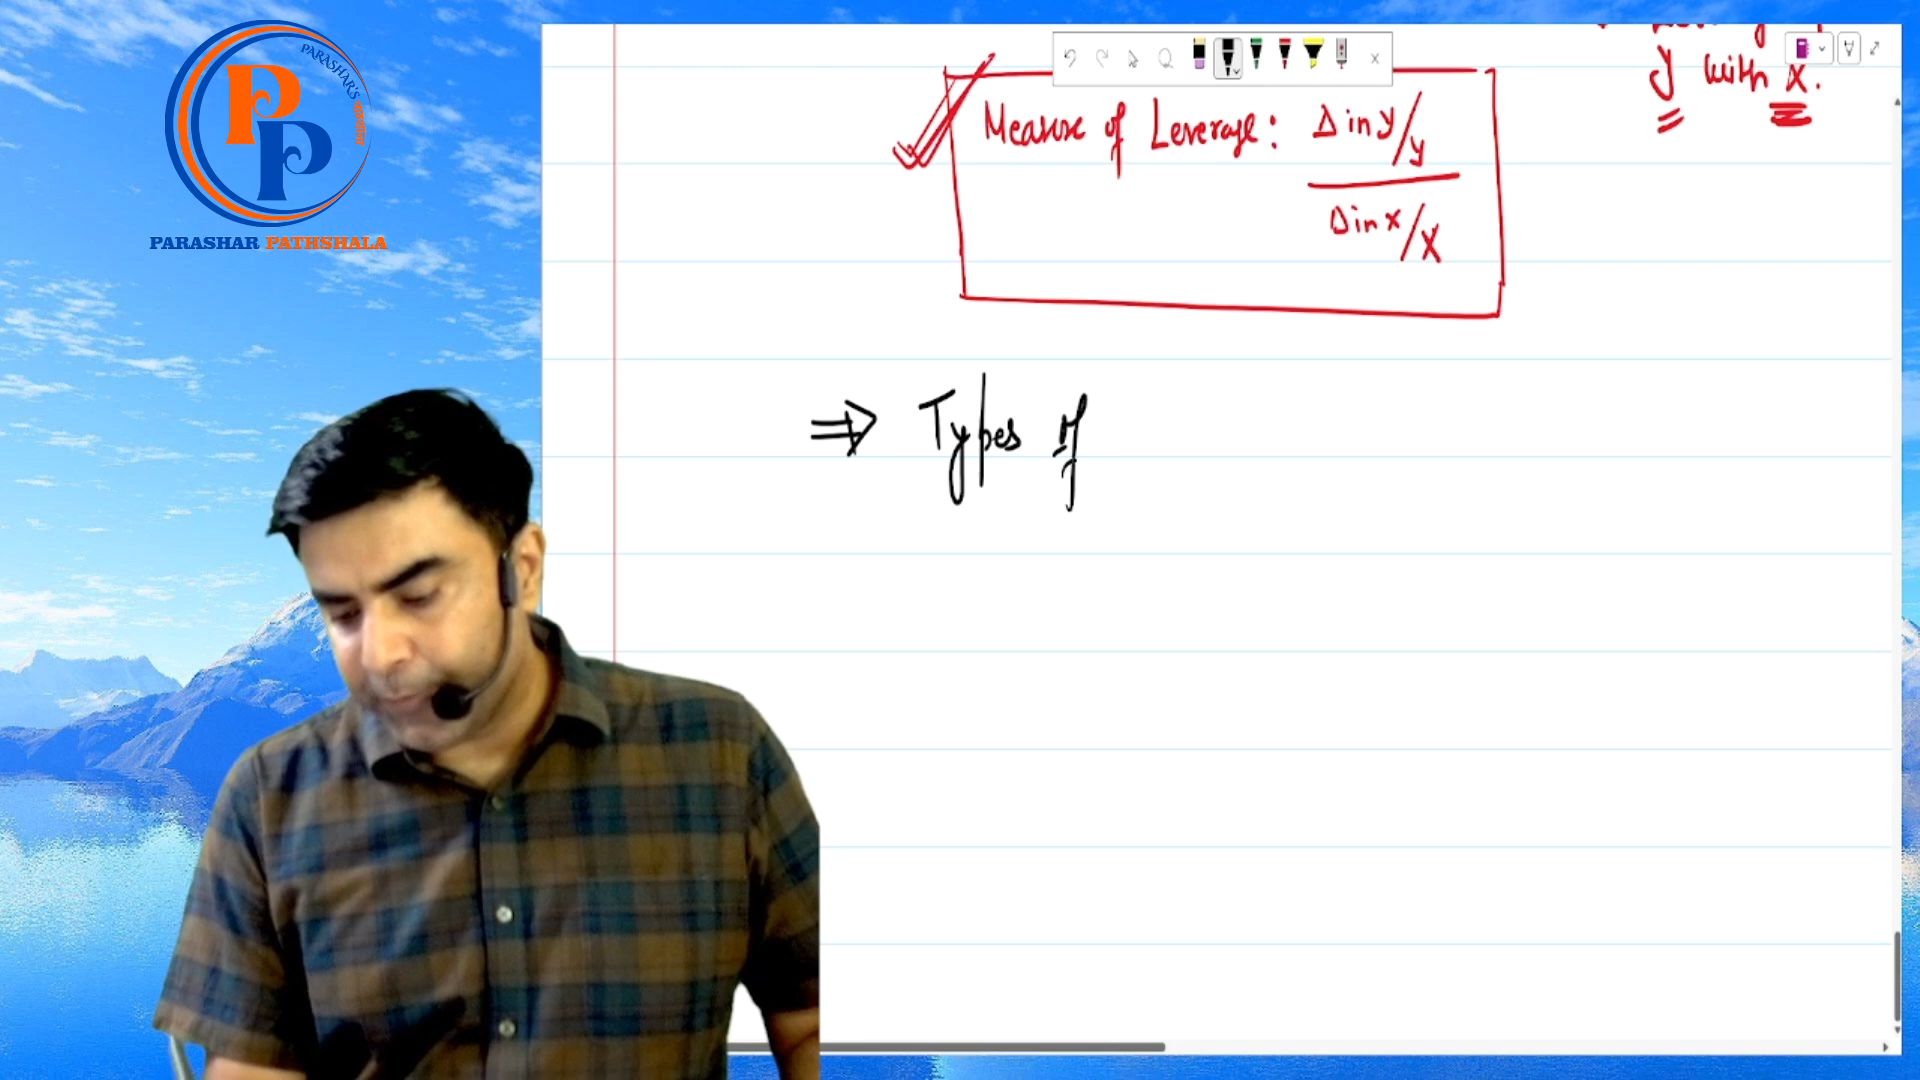 PARASHAR'S
PP
PARASHAR PATHSHALA
y with x.
Measure of Leverage: Δ in y/y
Δ in x/X
⇒ Types of